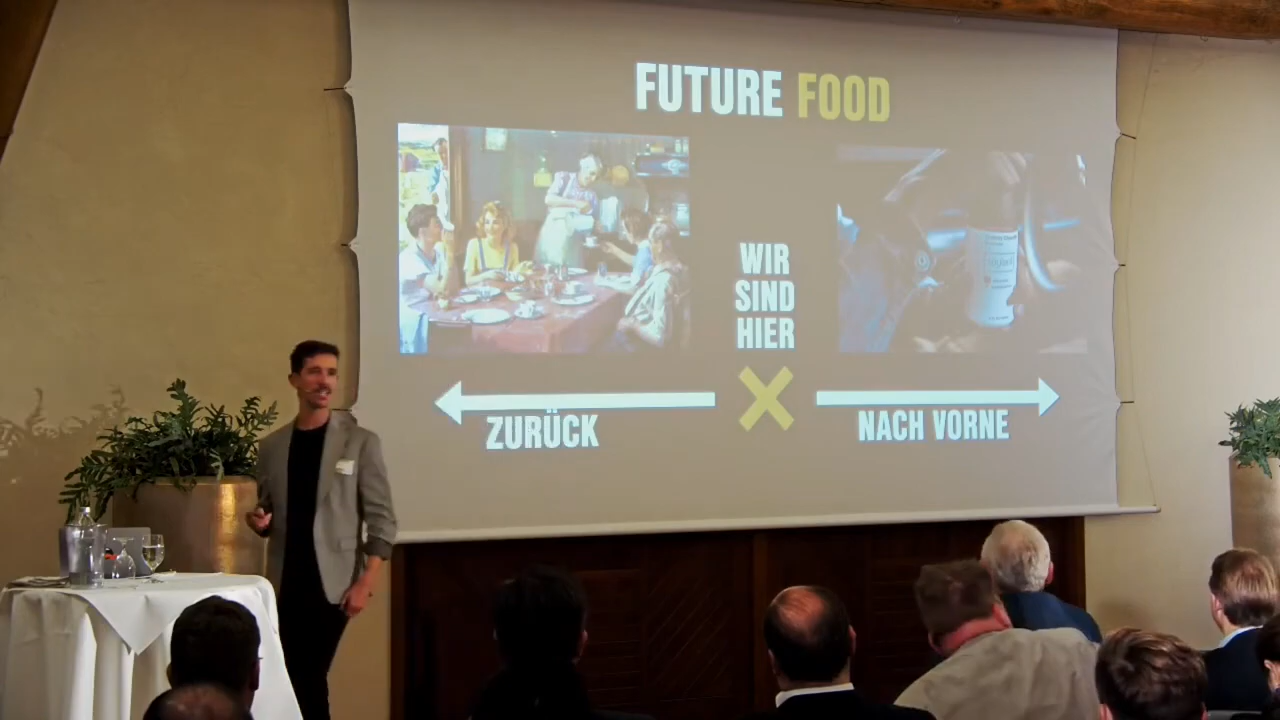 FUTURE FOOD
WIR
SIND
HIER
ZURÜCK
NACH VORNE